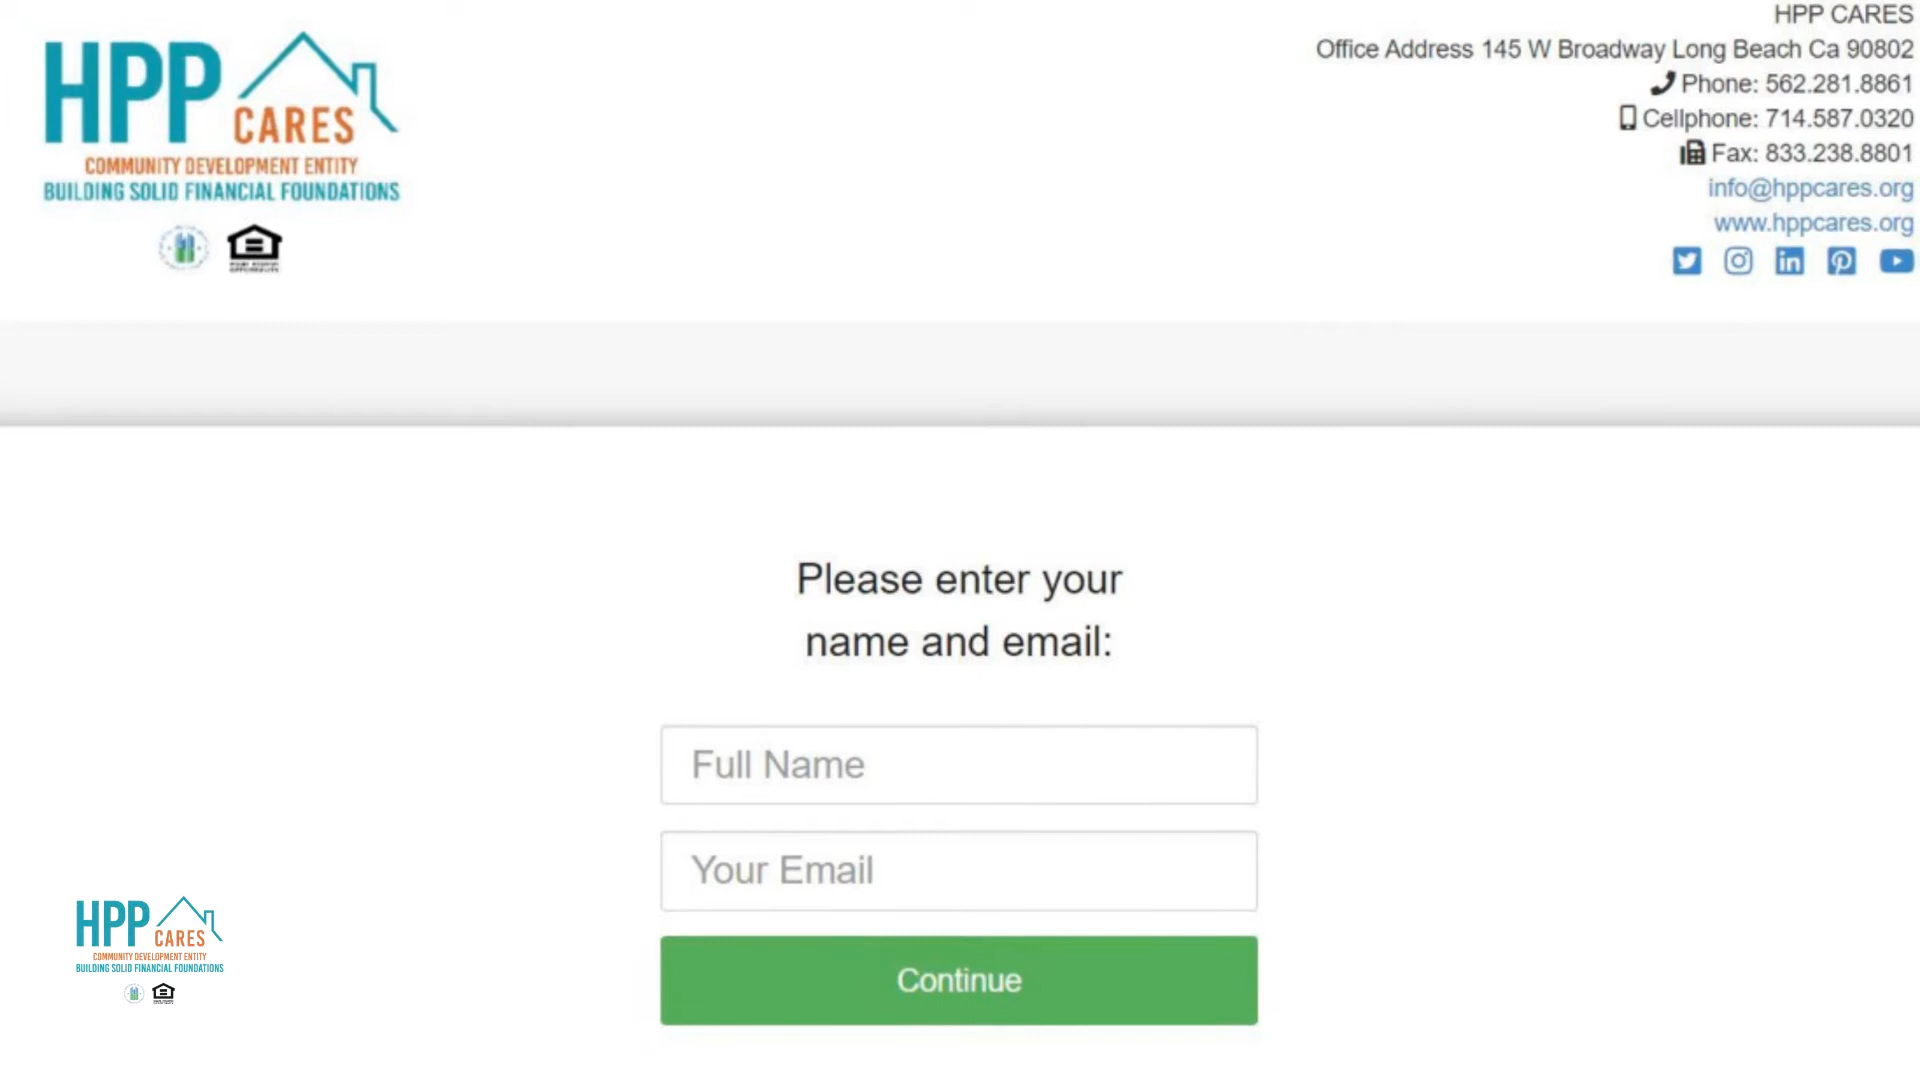 HPP CARES
COMMUNITY DEVELOPMENT ENTITY
BUILDING SOLID FINANCIAL FOUNDATIONS
HPP CARES
Office Address 145 W Broadway Long Beach Ca 90802
Phone: 562.281.8861
Cellphone: 714.587.0320
Fax: 833.238.8801
info@hppcares.org
www.hppcares.org
Please enter your
name and email:
Full Name
Your Email
Continue
HPP CARES
COMMUNITY DEVELOPMENT ENTITY
BUILDING SOLID FINANCIAL FOUNDATIONS